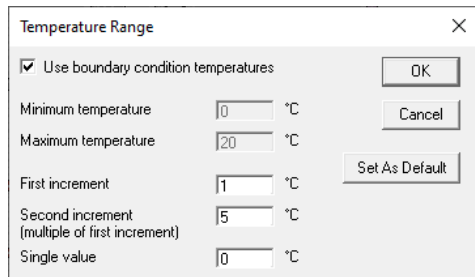 Temperature Range
Use boundary condition temperatures
OK
Minimum temperature 0 °C
Cancel
Maximum temperature 20 °C
Set As Default
First increment 1 °C
Second increment 5 °C
(multiple of first increment)
Single value 0 °C